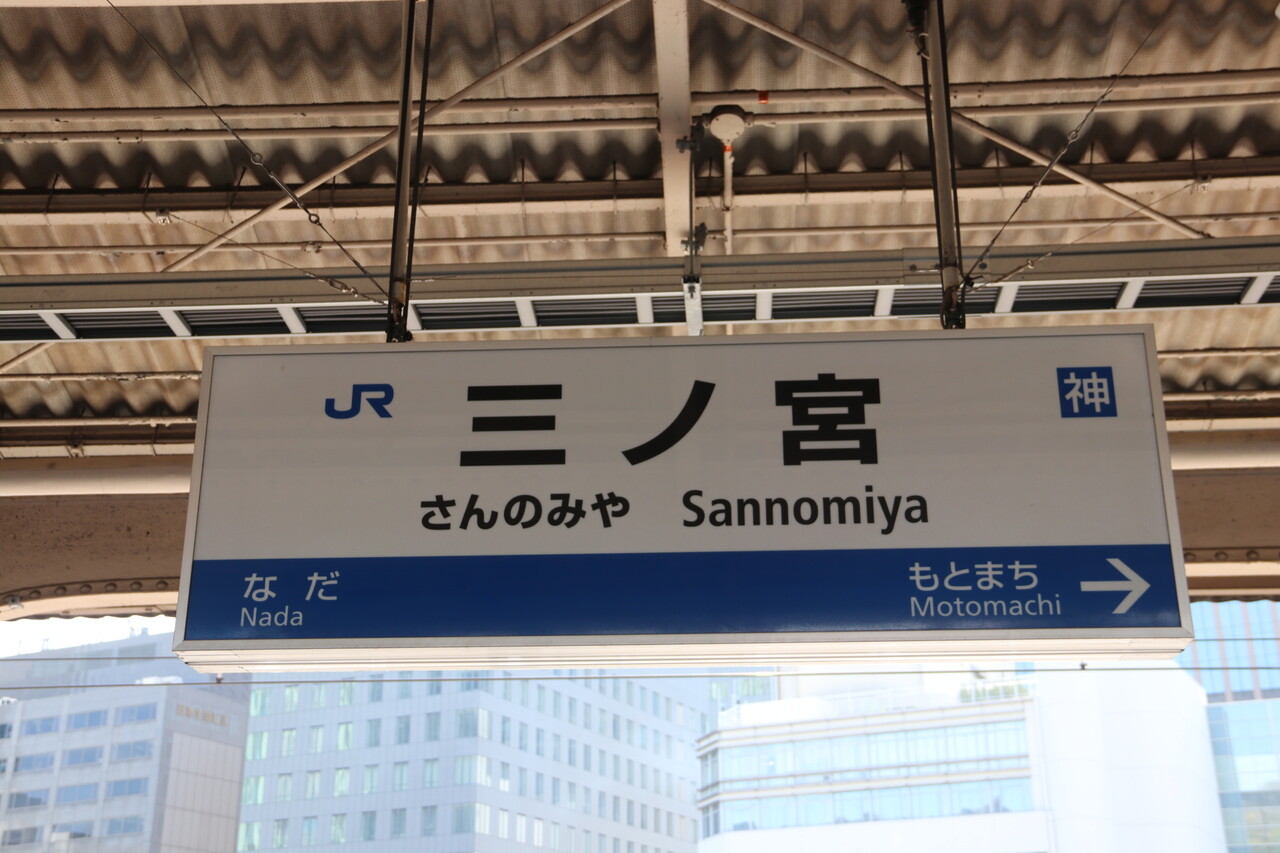 JR 三ノ宮 神
さんのみや Sannomiya
なだ もとまち →
Nada Motomachi